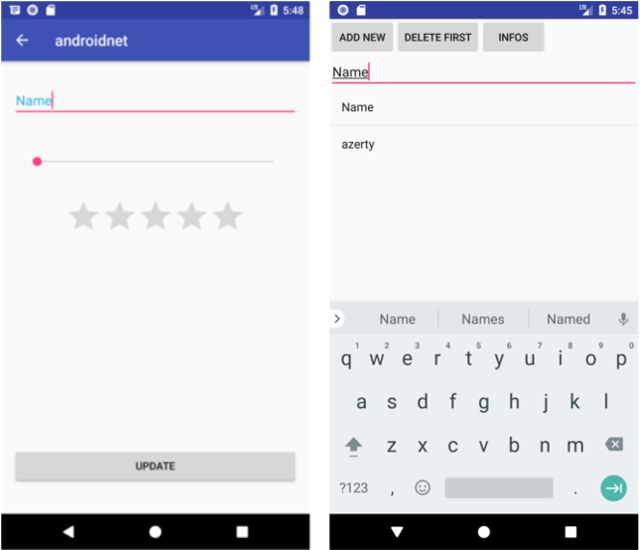 LTE 5:48
androidnet
Name
UPDATE
LTE 5:45
ADD NEW DELETE FIRST INFOS
Name
Name
azerty
Name Names Named
1 2 3 4 5 6 7 8 9 0
q w e r t y u i o p
a s d f g h j k l
z x c v b n m
?123 , .